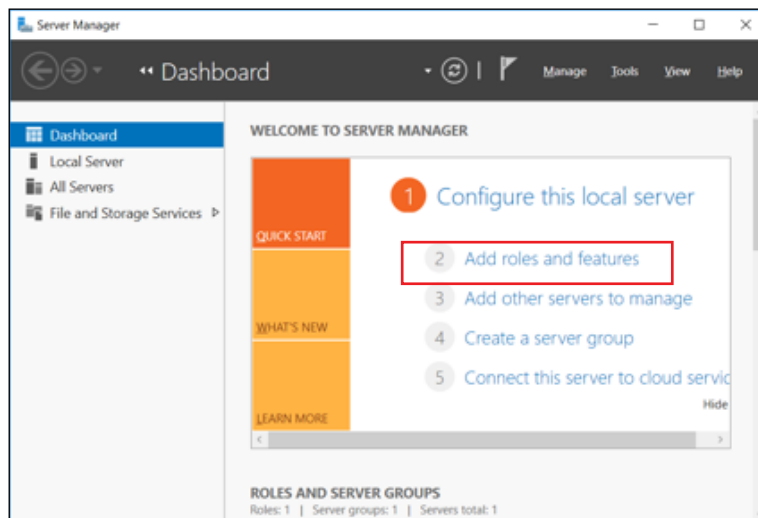 Server Manager
Dashboard
Manage Tools View Help
Dashboard
Local Server
All Servers
File and Storage Services
WELCOME TO SERVER MANAGER
QUICK START
WHAT'S NEW
LEARN MORE
1 Configure this local server
2 Add roles and features
3 Add other servers to manage
4 Create a server group
5 Connect this server to cloud servic
Hide
ROLES AND SERVER GROUPS
Roles: 1 | Server groups: 1 | Servers total: 1